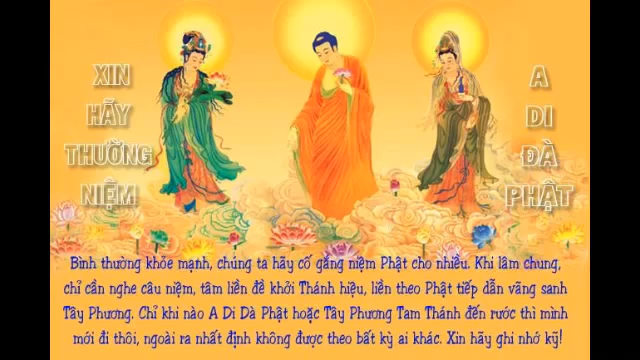 XIN
HÃY
THƯỜNG
NIỆM
A
DI
ĐÀ
PHẬT
Bình thường khỏe mạnh, chúng ta hãy cố gắng niệm Phật cho nhiều. Khi lâm chung,
chỉ cần nghe câu niệm, tâm liền đề khởi Thánh hiệu, liền theo Phật tiếp dẫn vãng sanh
Tây Phương. Chỉ khi nào A Di Dà Phật hoặc Tây Phương Tam Thánh đến rước thì mình
mới đi thôi, ngoài ra nhất định không được theo bất kỳ ai khác. Xin hãy ghi nhớ kỹ!